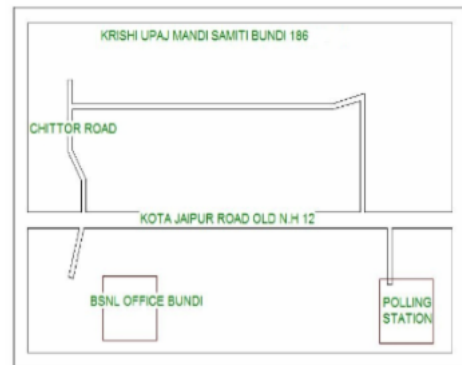 KRISHI UPAJ MANDI SAMITI BUNDI 186
CHITTOR ROAD
KOTA JAIPUR ROAD OLD N.H 12
BSNL OFFICE BUNDI
POLLING
STATION